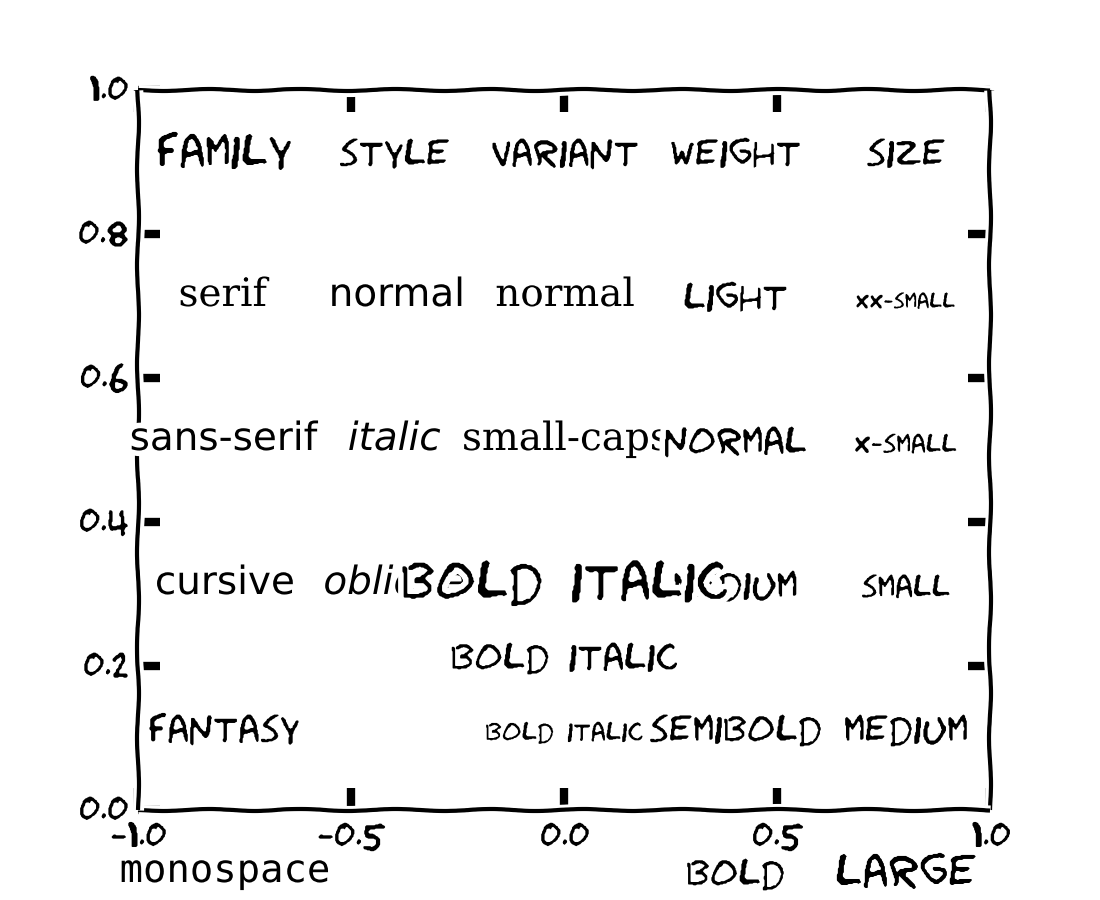 1.0
FAMILY STYLE VARIANT WEIGHT SIZE
0.8
serif normal normal LIGHT xx-SMALL
0.6
sans-serif italic small-caps NORMAL x-SMALL
0.4
cursive BOLD ITALIC SMALL
0.2 BOLD ITALIC
FANTASY BOLD ITALIC SEMIBOLD MEDIUM
0.0
-1.0 -0.5 0.0 0.5 1.0
monospace BOLD LARGE